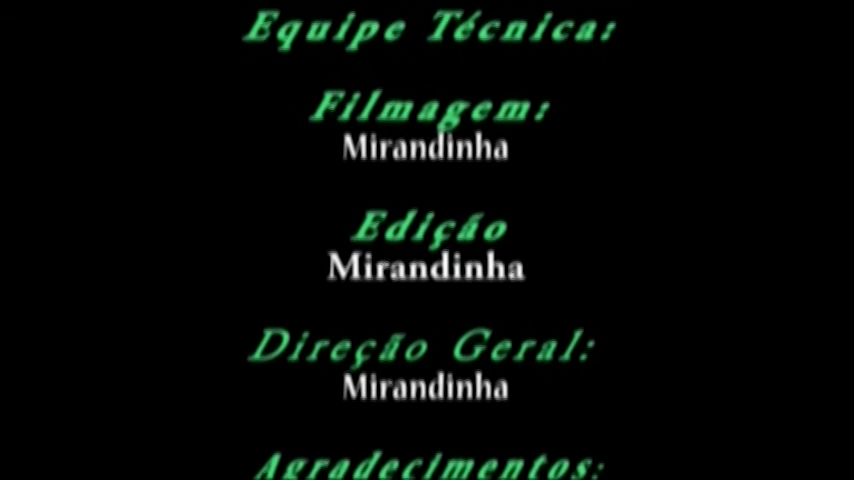 Equipe Técnica:
Filmagem:
Mirandinha
Edição
Mirandinha
Direção Geral:
Mirandinha
Agradecimentos: